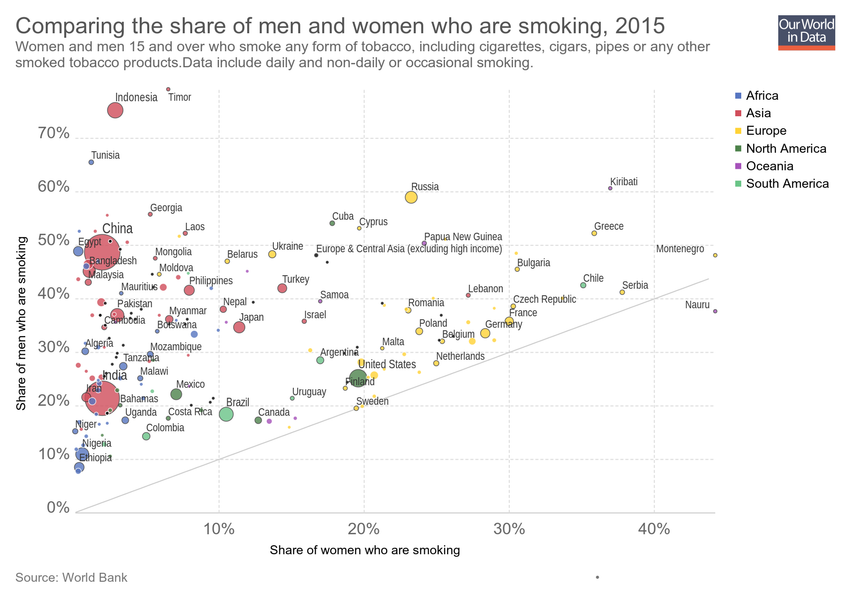 Comparing the share of men and women who are smoking, 2015
Our World
in Data
Women and men 15 and over who smoke any form of tobacco, including cigarettes, cigars, pipes or any other
smoked tobacco products.Data include daily and non-daily or occasional smoking.
Africa
Asia
Europe
North America
Oceania
South America
Share of men who are smoking
70%
60%
50%
40%
30%
20%
10%
0%
Indonesia
Timor
Tunisia
Russia
Kiribati
Georgia
Cuba
Cyprus
China
Laos
Greece
Papua New Guinea
Egypt
Mongolia
Belarus
Ukraine
Europe & Central Asia (excluding high income)
Montenegro
Bangladesh
Moldova
Bulgaria
Malaysia
Mauritius
Philippines
Turkey
Samoa
Lebanon
Chile
Serbia
Pakistan
Nepal
Romania
Czech Republic
Nauru
Cambodia
Myanmar
Botswana
Japan
Israel
Poland
France
Germany
Belgium
Algeria
Mozambique
Argentina
Malta
Netherlands
Tanzania
India
Malawi
United States
Iran
Mexico
Finland
Bahamas
Uruguay
Sweden
Niger
Uganda
Costa Rica
Brazil
Canada
Colombia
Nigeria
Ethiopia
10%
20%
30%
40%
Share of women who are smoking
Source: World Bank